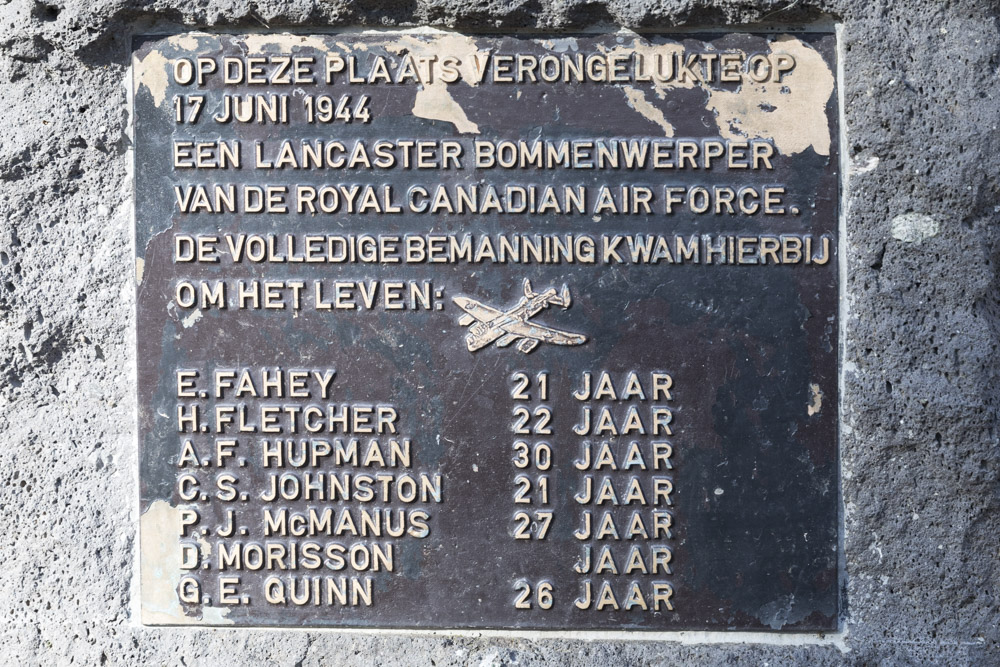 OP DEZE PLAATS VERONGELUKTE OP
17 JUNI 1944
EEN LANCASTER BOMMENWERPER
VAN DE ROYAL CANADIAN AIR FORCE.
DE VOLLEDIGE BEMANNING KWAM HIERBIJ
OM HET LEVEN:
E. FAHEY 21 JAAR
H. FLETCHER 22 JAAR
A. F. HUPMAN 30 JAAR
C. S. JOHNSTON 21 JAAR
P. J. McMANUS 27 JAAR
D. MORISSON JAAR
G. E. QUINN 26 JAAR